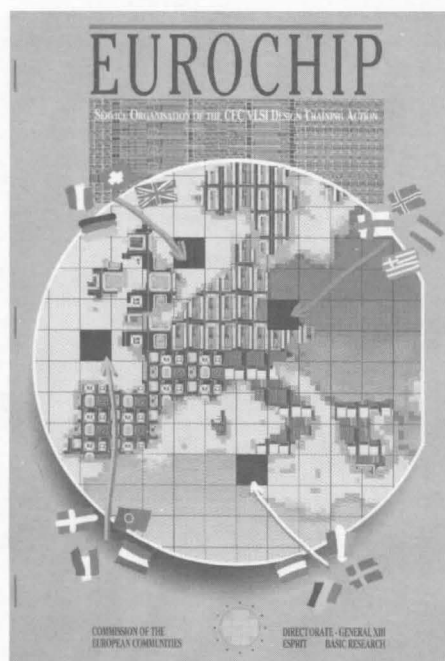 EUROCHIP
SERVICE ORGANISATION OF THE CEC VLSI DESIGN TRAINING ACTION
COMMISSION OF THE
EUROPEAN COMMUNITIES
DIRECTORATE - GENERAL XIII
ESPRIT BASIC RESEARCH